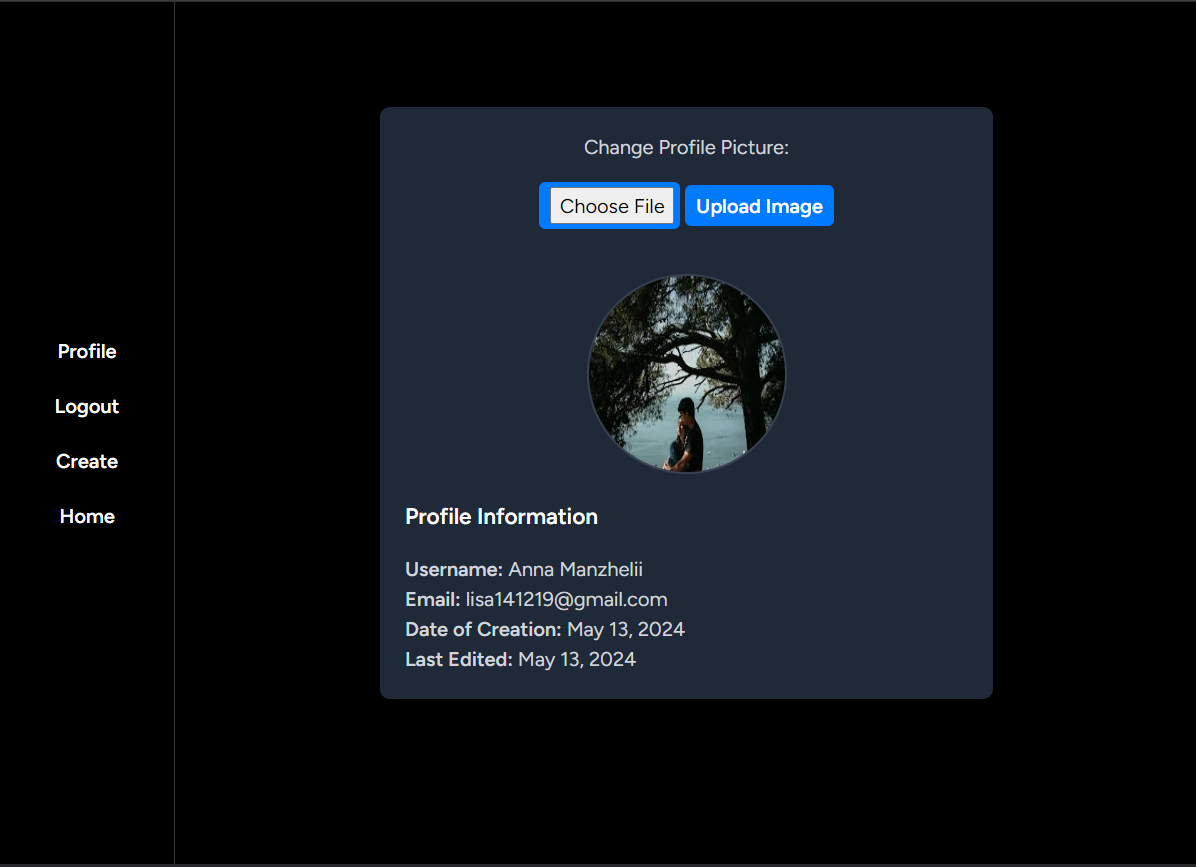 Profile
Logout
Create
Home
Change Profile Picture:
Choose File Upload Image
Profile Information
Username: Anna Manzhelii
Email: lisa141219@gmail.com
Date of Creation: May 13, 2024
Last Edited: May 13, 2024